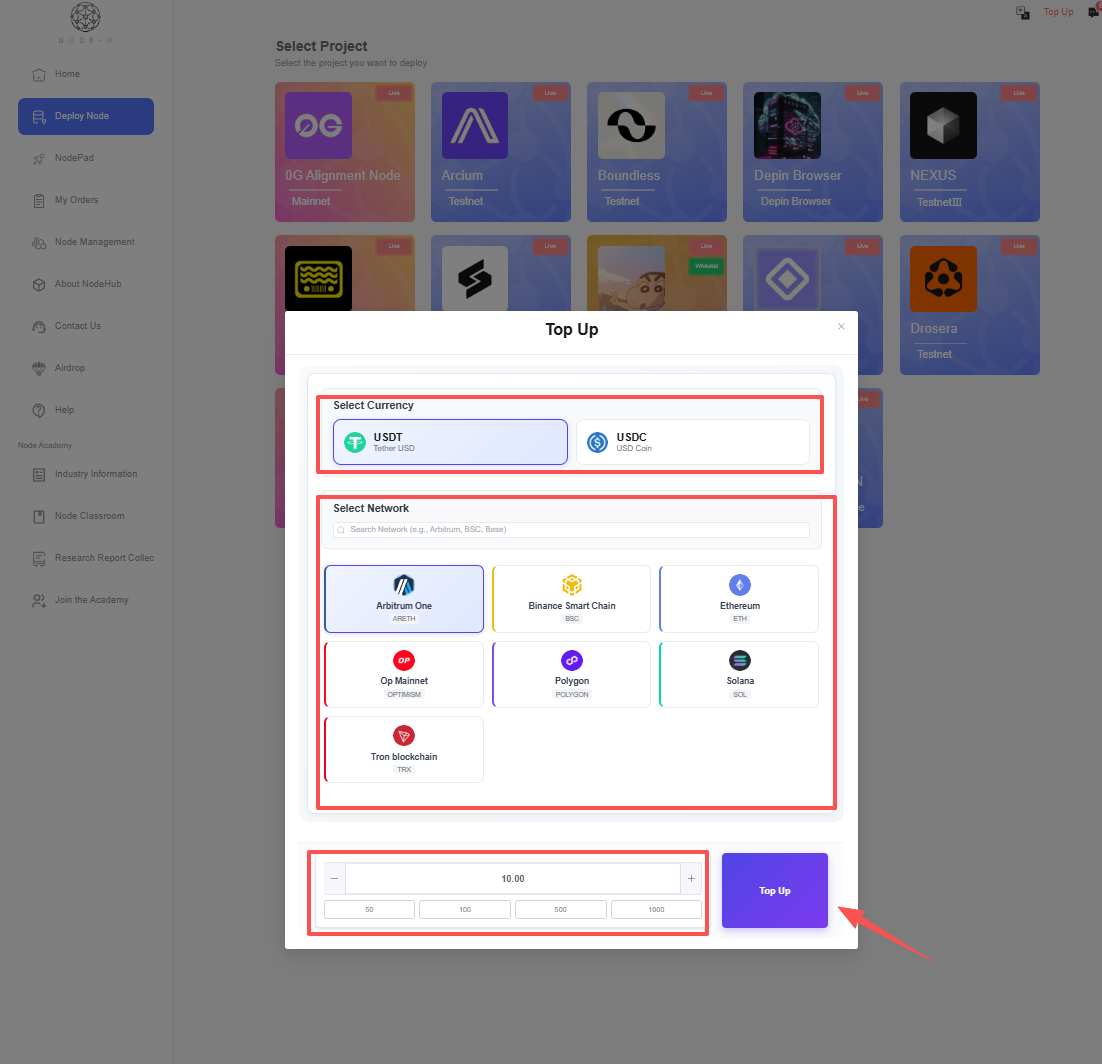 NODE-X
Top Up
Home
Deploy Node
NodePad
My Orders
Node Management
About NodeHub
Contact Us
Airdrop
Help
Node Academy
Industry Information
Node Classroom
Research Report Collec
Join the Academy
Select Project
Select the project you want to deploy
Live
0G
0G Alignment Node
Mainnet
Live
Arcium
Testnet
Live
Boundless
Testnet
Live
Depin Browser
Depin Browser
Live
NEXUS
TestnetIII
Live
Live
Live
Whitelist
Live
Live
Drosera
Testnet
Live
N
e
Top Up
Select Currency
USDT
Tether USD
USDC
USD Coin
Select Network
Search Network (e.g., Arbitrum, BSC, Base)
Arbitrum One
ARETH
Binance Smart Chain
BSC
Ethereum
ETH
OP
Op Mainnet
OPTIMISM
Polygon
POLYGON
Solana
SOL
Tron blockchain
TRX
− 10.00 +
50 100 500 1000
Top Up